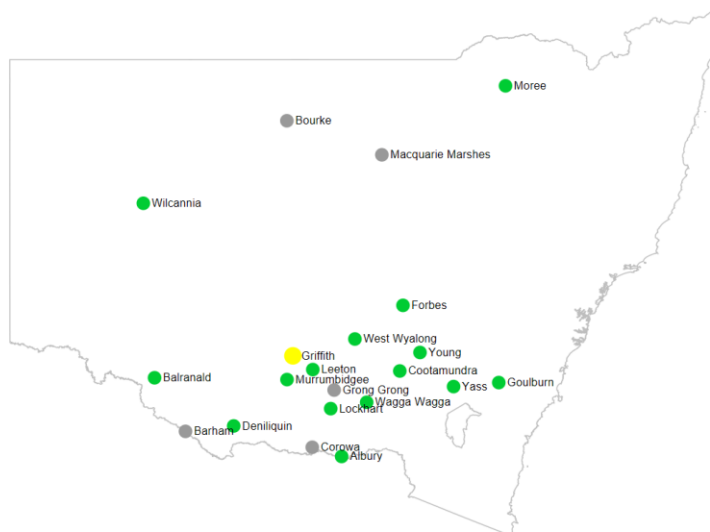 Moree
Bourke
Macquarie Marshes
Wilcannia
Forbes
West Wyalong
Young
Griffith
Leeton
Cootamundra
Balranald
Murrumbidgee
Goulburn
Yass
Grong Grong
Wagga Wagga
Lockhart
Deniliquin
Barham
Corowa
Albury